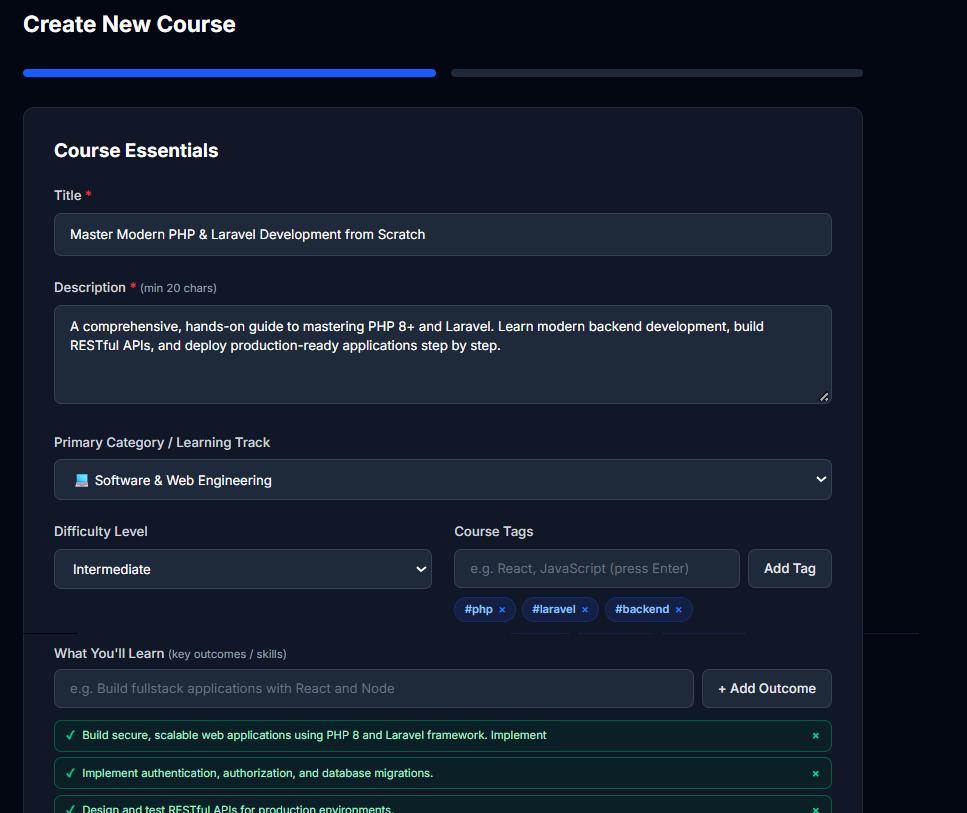 Create New Course
Course Essentials
Title *
Master Modern PHP & Laravel Development from Scratch
Description * (min 20 chars)
A comprehensive, hands-on guide to mastering PHP 8+ and Laravel. Learn modern backend development, build
RESTful APIs, and deploy production-ready applications step by step.
Primary Category / Learning Track
💻 Software & Web Engineering
Difficulty Level
Intermediate
Course Tags
e.g. React, JavaScript (press Enter)
Add Tag
#php ×
#laravel ×
#backend ×
What You'll Learn (key outcomes / skills)
e.g. Build fullstack applications with React and Node
+ Add Outcome
✓ Build secure, scalable web applications using PHP 8 and Laravel framework. Implement ×
✓ Implement authentication, authorization, and database migrations. ×
✓ Design and test RESTful APIs for production environments. ×